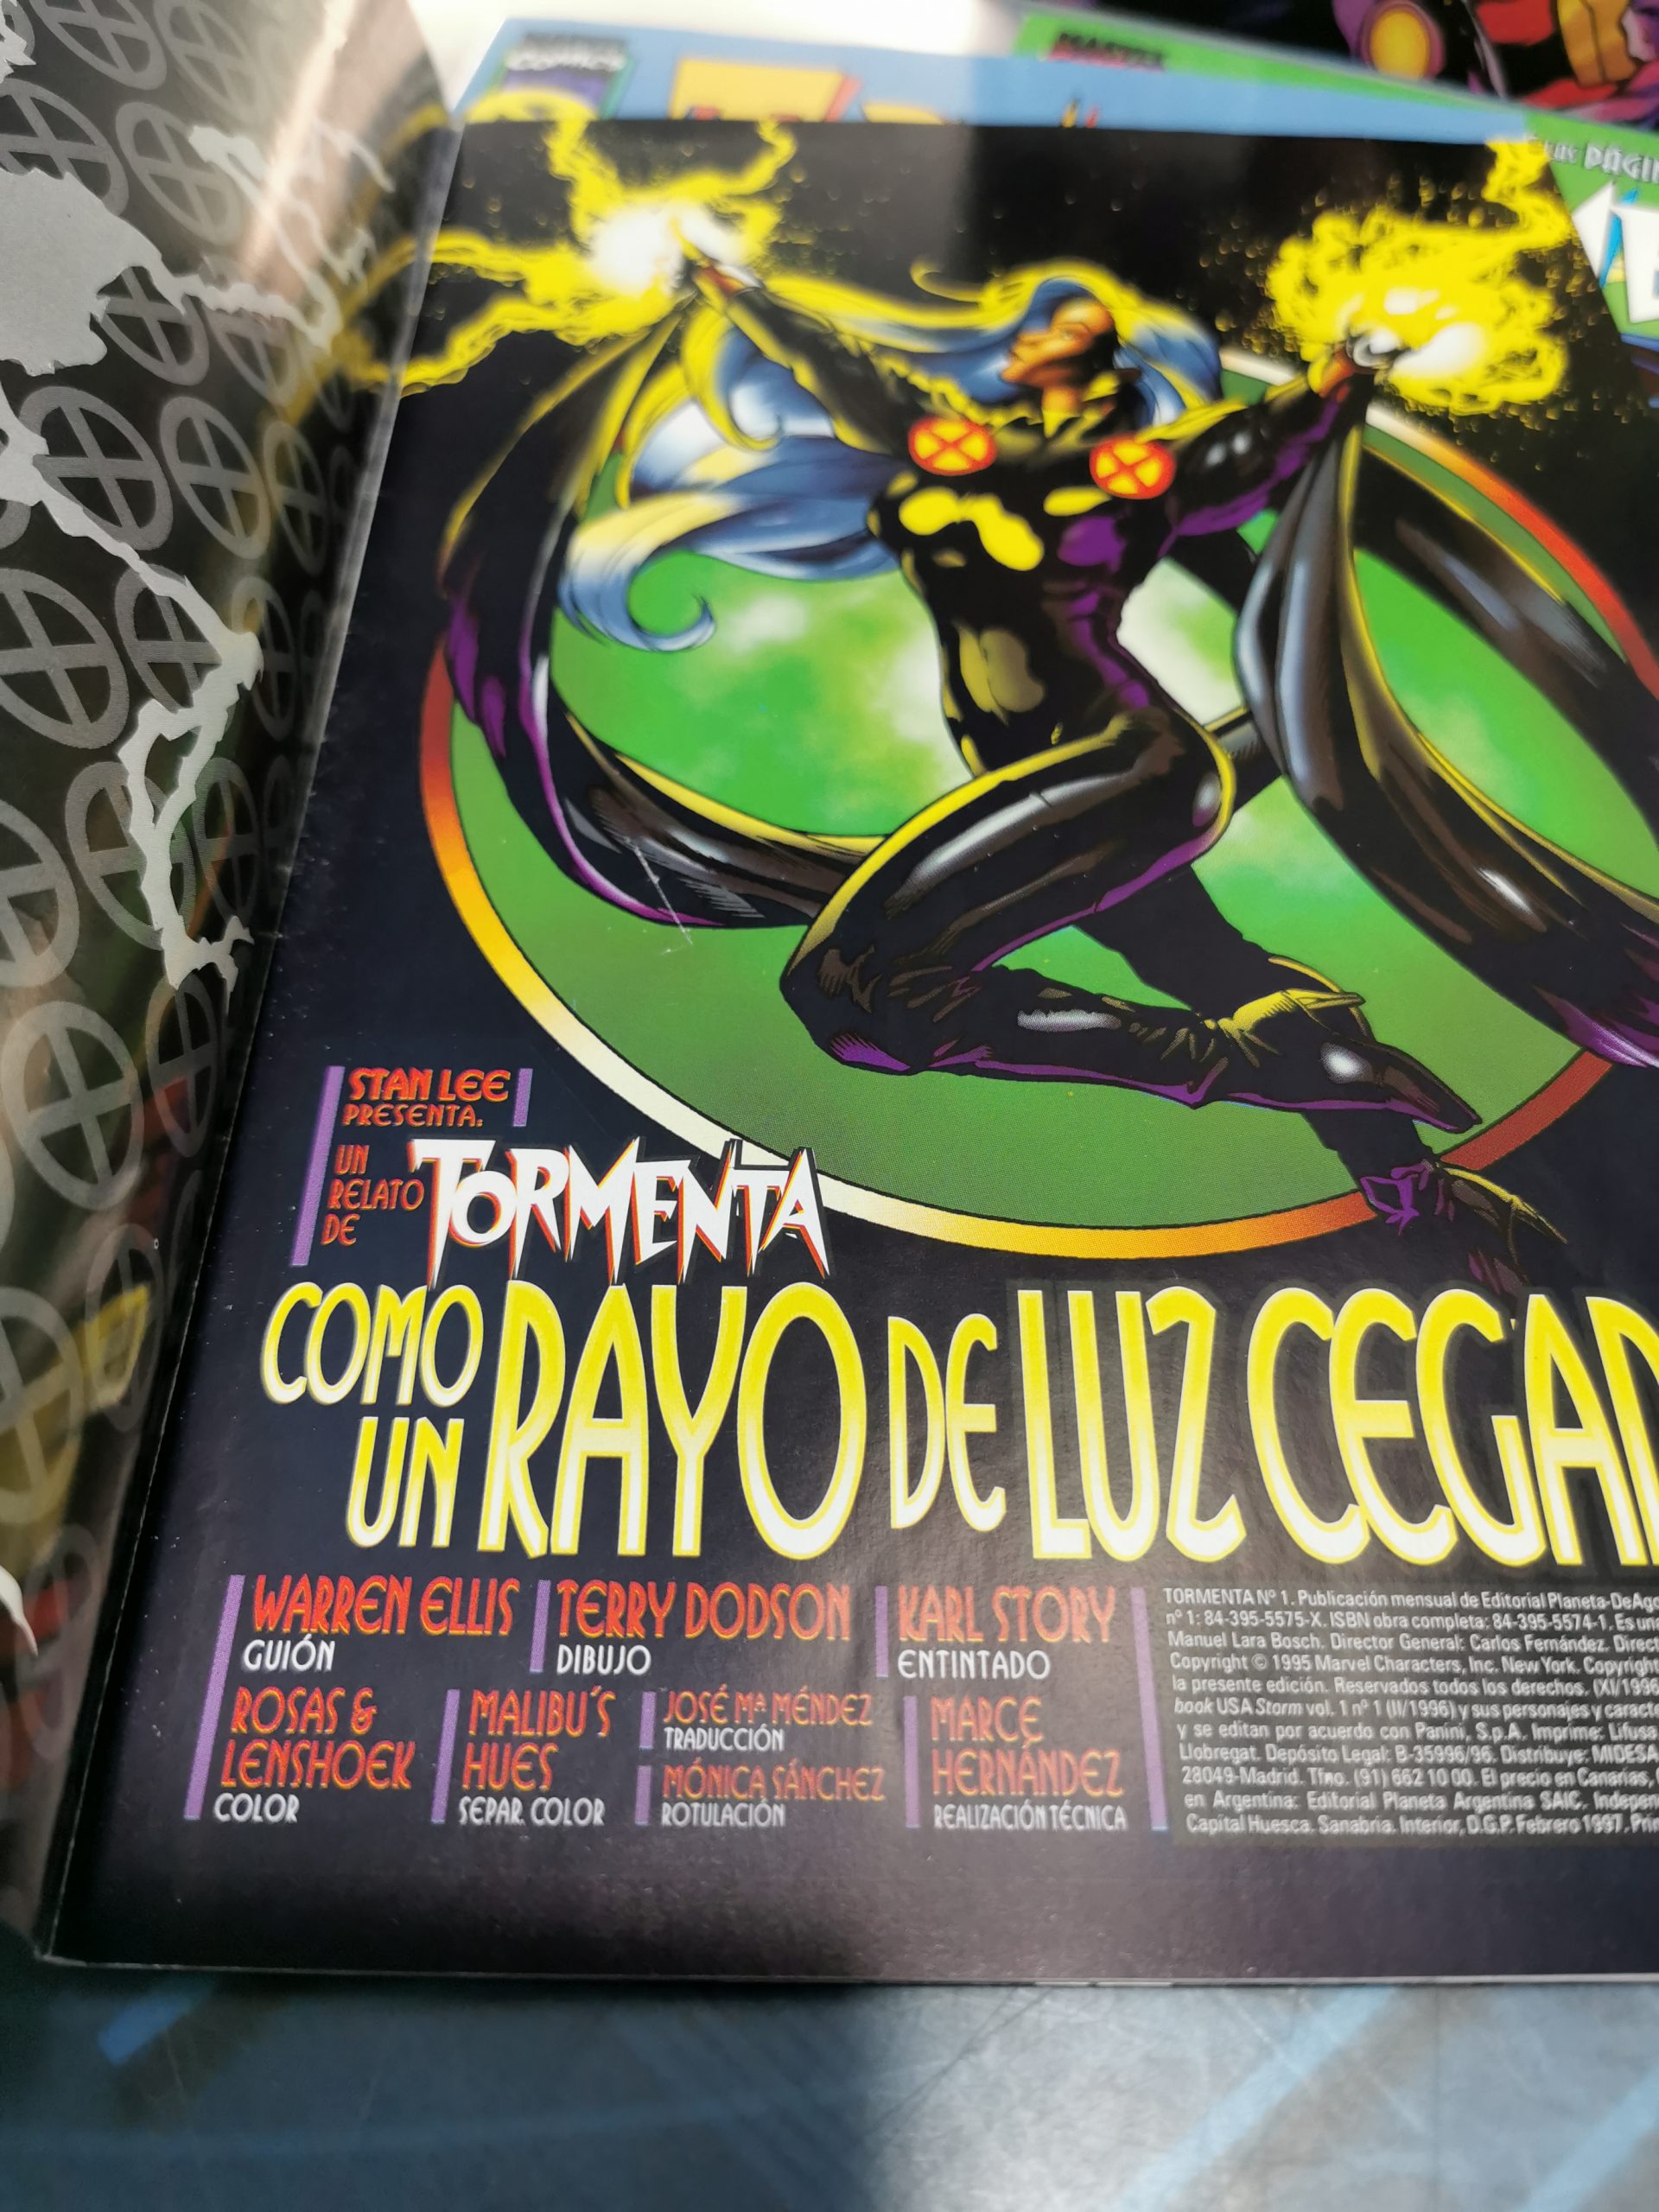 COMICS
MARVEL
STAN LEE
PRESENTA.
UN
RELATO
DE
TORMENTA
COMO
UN RAYO DE LUZ CEGAD
WARREN ELLIS
GUIÓN
TERRY DODSON
DIBUJO
KARL STORY
ENTINTADO
ROSAS &
LENSHOEK
COLOR
MALIBU'S
HUES
SEPAR. COLOR
JOSÉ Mª MÉNDEZ
TRADUCCIÓN
MÓNICA SÁNCHEZ
ROTULACIÓN
MARCE
HERNÁNDEZ
REALIZACIÓN TÉCNICA
TORMENTA Nº 1. Publicación mensual de Editorial Planeta-DeAgo
nº 1: 84-395-5575-X. ISBN obra completa: 84-395-5574-1. Es una
Manuel Lara Bosch. Director General: Carlos Fernández. Direct
Copyright © 1995 Marvel Characters, Inc. New York. Copyright
la presente edición. Reservados todos los derechos. (XI/1996
book USA Storm vol. 1 nº 1 (II/1996) y sus personajes y caracte
y se editan por acuerdo con Panini, S.p.A. Imprime: Lifusa
Llobregat. Depósito Legal: B-35996/96. Distribuye: MIDESA
28049-Madrid. Tfno. (91) 662 10 00. El precio en Canarias,
en Argentina: Editorial Planeta Argentina SAIC. Indepen
Capital Huesca. Sanabria. Interior, D.G.P. Febrero 1997. Prin